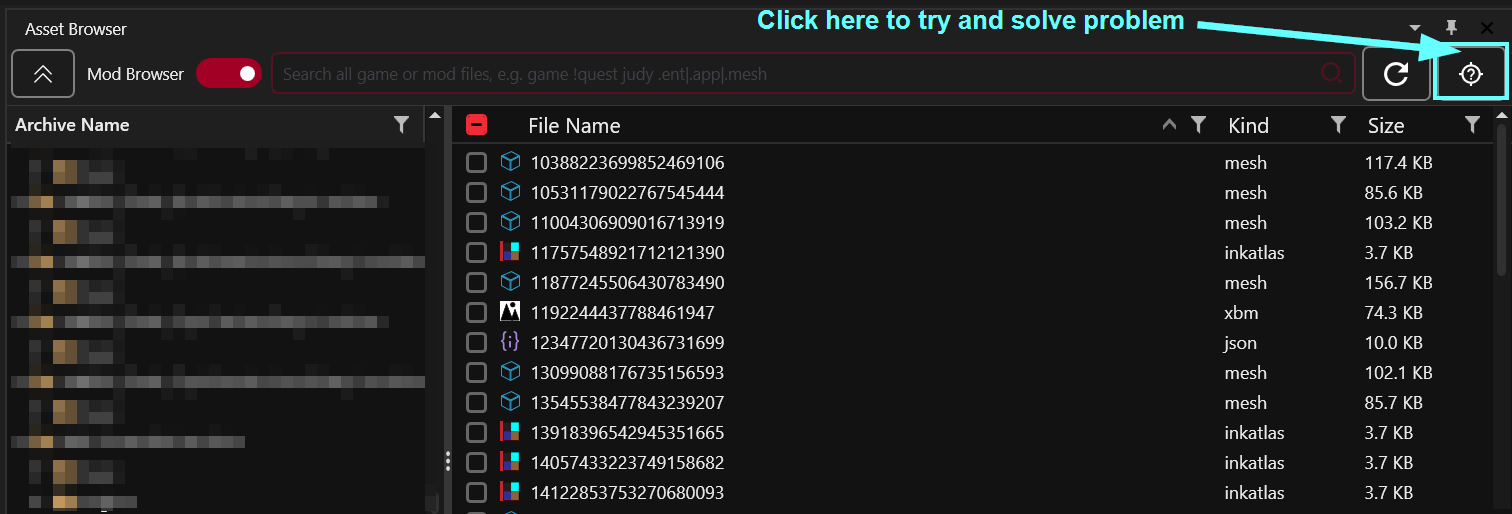 Click here to try and solve problem
Asset Browser
Mod Browser
Search all game or mod files, e.g. game !quest judy .ent|.app|.mesh
Archive Name
File Name Kind Size
10388223699852469106 mesh 117.4 KB
10531179022767545444 mesh 85.6 KB
11004306909016713919 mesh 103.2 KB
11757548921712121390 inkatlas 3.7 KB
11877245506430783490 mesh 156.7 KB
1192244437788461947 xbm 74.3 KB
12347720130436731699 json 10.0 KB
13099088176735156593 mesh 102.1 KB
13545538477843239207 mesh 85.7 KB
13918396542945351665 inkatlas 3.7 KB
14057433223749158682 inkatlas 3.7 KB
14122853753270680093 inkatlas 3.7 KB